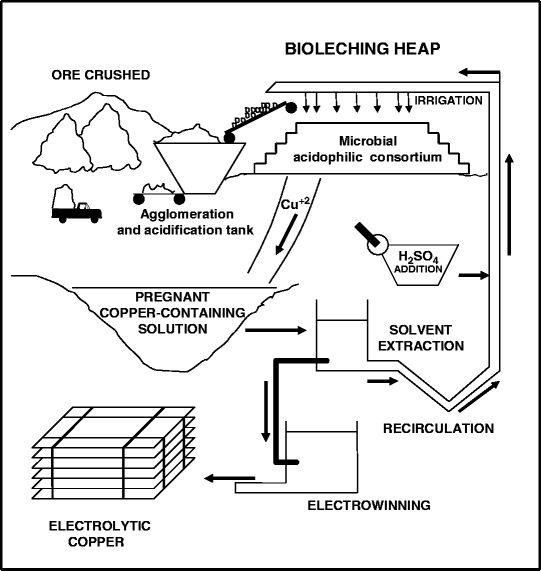 BIOLECHING HEAP
ORE CRUSHED
IRRIGATION
Microbial
acidophilic consortium
Agglomeration
and acidification tank
Cu+2
H2SO4
ADDITION
PREGNANT
COPPER-CONTAINING
SOLUTION
SOLVENT
EXTRACTION
RECIRCULATION
ELECTROWINNING
ELECTROLYTIC
COPPER